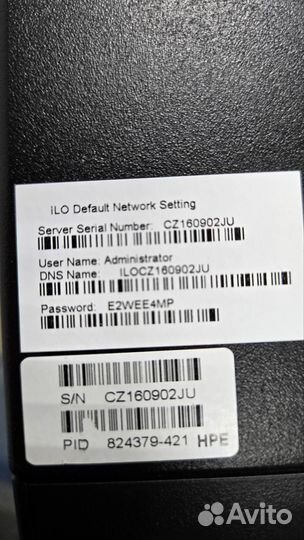 iLO Default Network Setting
Server Serial Number: CZ160902JU
User Name: Administrator
DNS Name: ILOCZ160902JU
Password: E2WEE4MP
S/N CZ160902JU
PID 824379-421 HPE
Avito